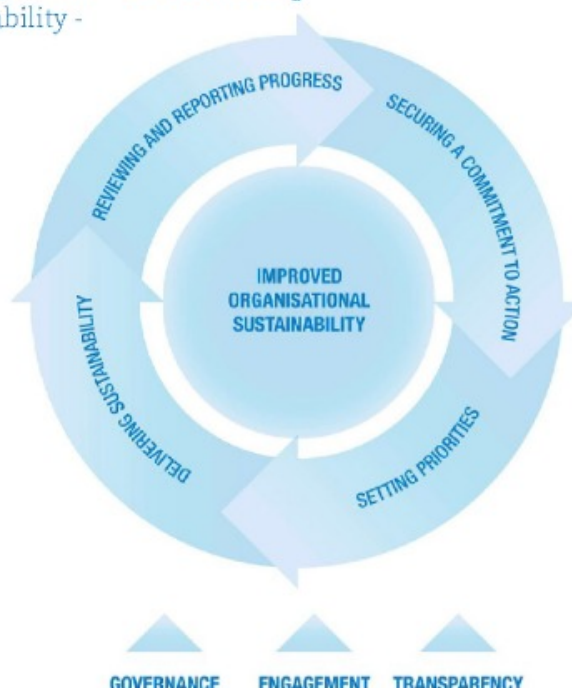 ability -
REVIEWING AND REPORTING PROGRESS
SECURING A COMMITMENT TO ACTION
IMPROVED
ORGANISATIONAL
SUSTAINABILITY
DELIVERING SUSTAINABILITY
SETTING PRIORITIES
GOVERNANCE ENGAGEMENT TRANSPARENCY